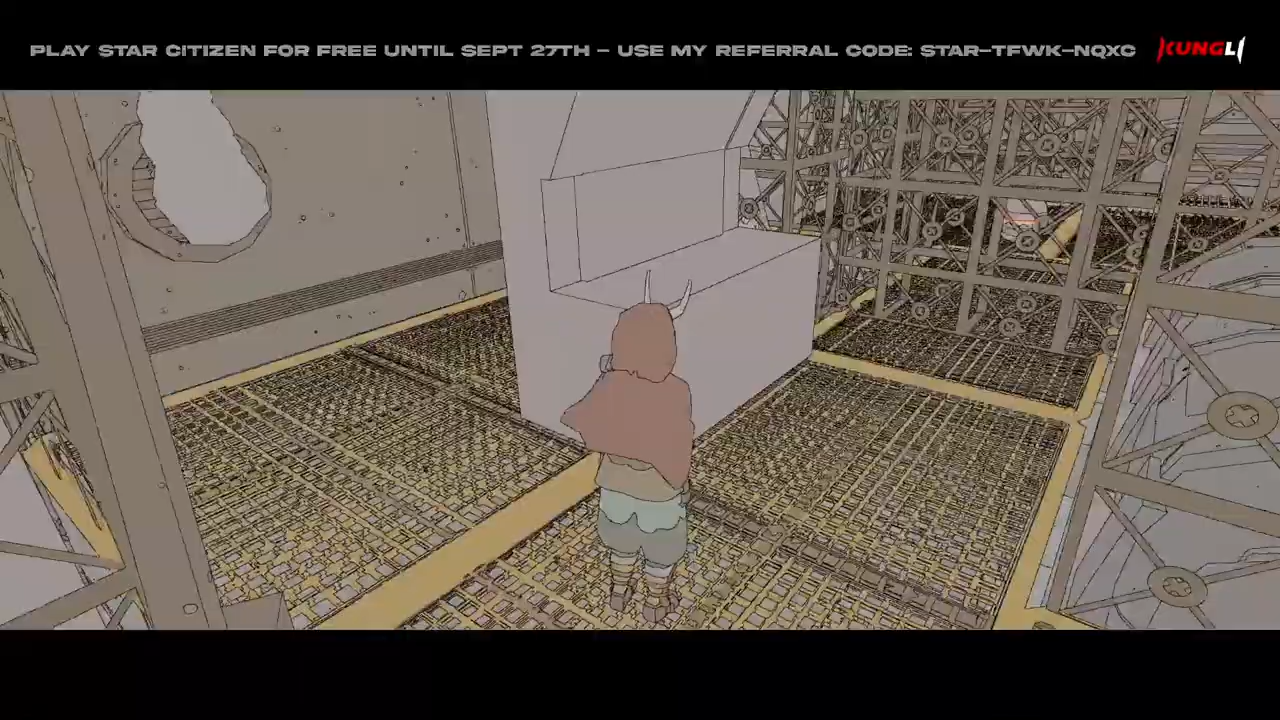 PLAY STAR CITIZEN FOR FREE UNTIL SEPT 27TH – USE MY REFERRAL CODE: STAR–TFWK–NQXC KUNGLI